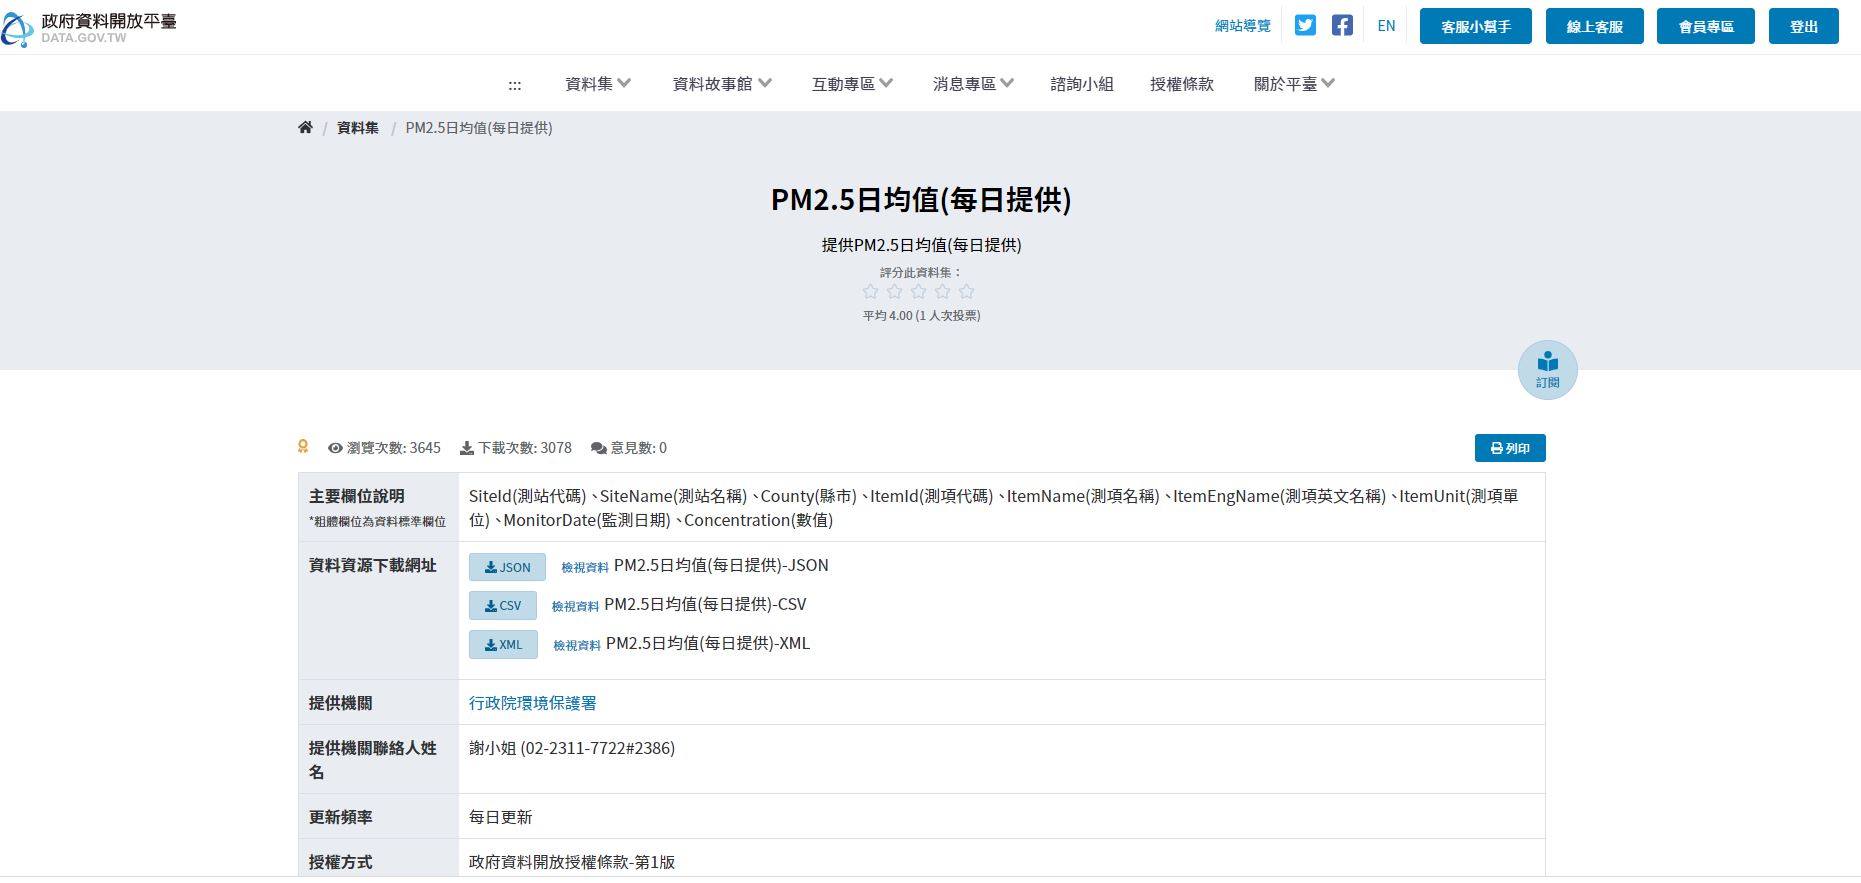 政府資料開放平臺
DATA.GOV.TW
網站導覽 EN 客服小幫手 線上客服 會員專區 登出
::: 資料集 資料故事館 互動專區 消息專區 諮詢小組 授權條款 關於平臺
/ 資料集 / PM2.5日均值(每日提供)
PM2.5日均值(每日提供)
提供PM2.5日均值(每日提供)
評分此資料集：
平均 4.00 (1 人次投票)
訂閱
瀏覽次數: 3645 下載次數: 3078 意見數: 0 列印
主要欄位說明
*粗體欄位為資料標準欄位
SiteId(測站代碼)、SiteName(測站名稱)、County(縣市)、ItemId(測項代碼)、ItemName(測項名稱)、ItemEngName(測項英文名稱)、ItemUnit(測項單
位)、MonitorDate(監測日期)、Concentration(數值)
資料資源下載網址
JSON 檢視資料 PM2.5日均值(每日提供)-JSON
CSV 檢視資料 PM2.5日均值(每日提供)-CSV
XML 檢視資料 PM2.5日均值(每日提供)-XML
提供機關 行政院環境保護署
提供機關聯絡人姓
名
謝小姐 (02-2311-7722#2386)
更新頻率 每日更新
授權方式 政府資料開放授權條款-第1版